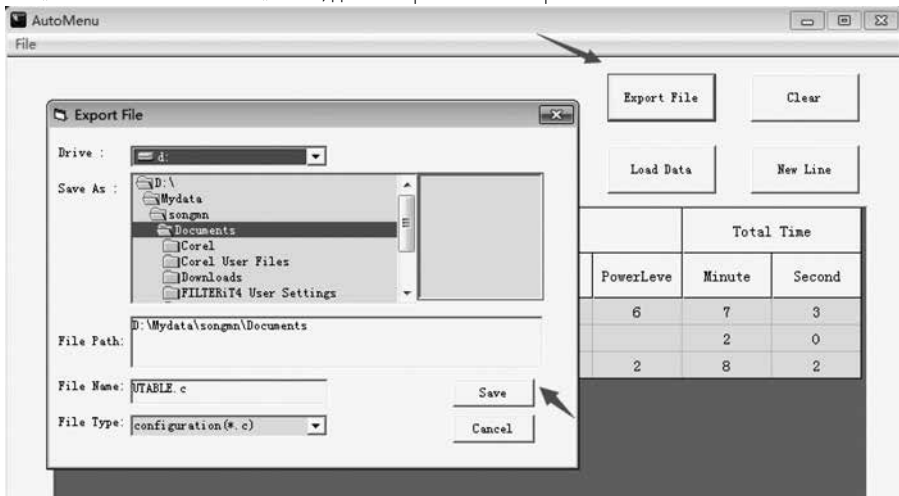 AutoMenu
File
Export File
Clear
Load Data
New Line
Export File
Drive :
d:
Save As :
D:\
Mydata
songmn
Documents
Corel
Corel User Files
Downloads
FILTERiT4 User Settings
File Path:
D:\Mydata\songmn\Documents
File Name:
UTABLE.c
Save
File Type:
configuration(*.c)
Cancel
Total Time
PowerLeve
Minute
Second
6
7
3
2
0
2
8
2